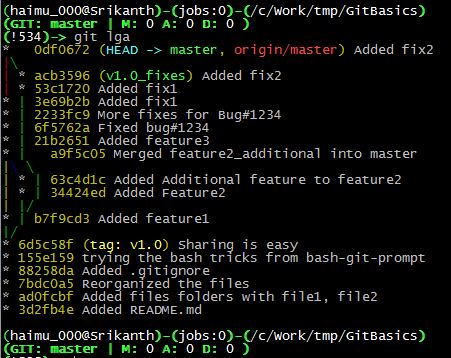 (haimu_000@Srikanth)-(jobs:0)-(/c/Work/tmp/GitBasics)
(GIT: master | M: 0 A: 0 D: 0 )
(!534)-> git lga
*   0df0672 (HEAD -> master, origin/master) Added fix2
|\
| * acb3596 (v1.0_fixes) Added fix2
| * 53c1720 Added fix1
* | 3e69b2b Added fix1
* | 2233fc9 More fixes for Bug#1234
* | 6f5762a Fixed bug#1234
* | 21b2651 Added feature3
* |   a9f5c05 Merged feature2_additional into master
|\ \
| * | 63c4d1c Added Additional feature to feature2
| * | 34424ed Added Feature2
| |/
* | b7f9cd3 Added feature1
|/
* 6d5c58f (tag: v1.0) Sharing is easy
* 155e159 trying the bash tricks from bash-git-prompt
* 88258da Added .gitignore
* 7bdc0a5 Reorganized the files
* ad0fcbf Added files folders with file1, file2
* 3d2fb4e Added README.md
(haimu_000@Srikanth)-(jobs:0)-(/c/Work/tmp/GitBasics)
(GIT: master | M: 0 A: 0 D: 0 )